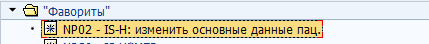 "Фавориты"
NP02 - IS-H: изменить основные данные пац.